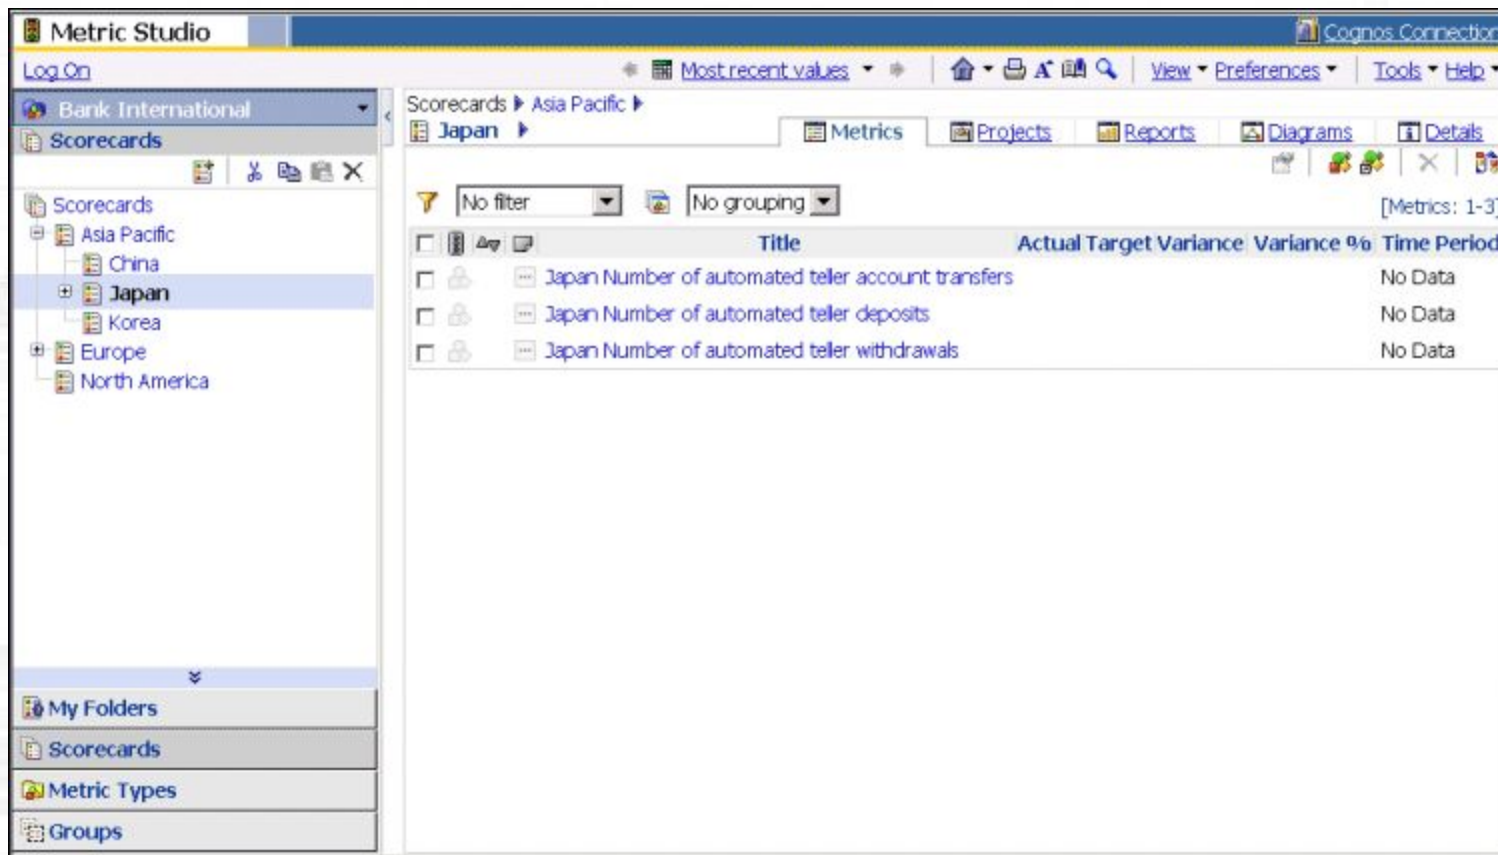 Metric Studio
Cognos Connection
Log On
Most recent values
View Preferences Tools Help
Bank International
Scorecards
Scorecards
Asia Pacific
China
Japan
Korea
Europe
North America
My Folders
Scorecards
Metric Types
Groups
Scorecards Asia Pacific
Japan
Metrics Projects Reports Diagrams Details
No filter No grouping
[Metrics: 1-3]
Title Actual Target Variance Variance % Time Period
Japan Number of automated teller account transfers No Data
Japan Number of automated teller deposits No Data
Japan Number of automated teller withdrawals No Data